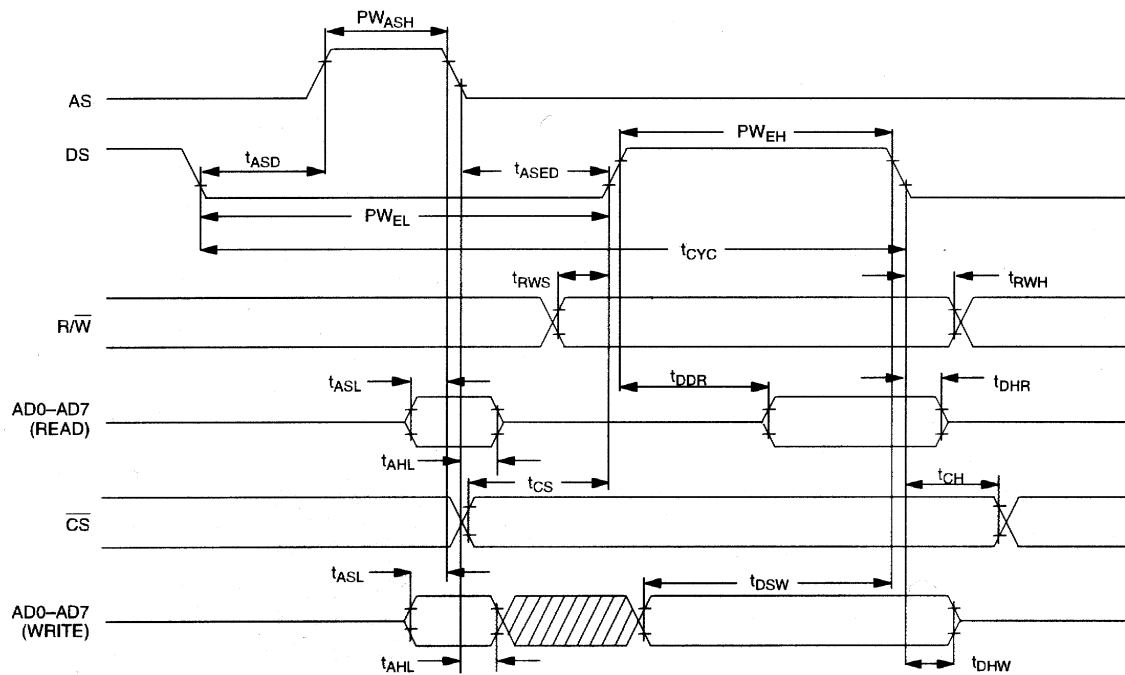 PW_ASH
AS
DS
t_ASD
PW_EH
t_ASED
PW_EL
t_CYC
t_RWS
t_RWH
R/W̅
t_ASL
t_DDR
t_DHR
AD0–AD7
(READ)
t_AHL
t_CS
t_CH
C̅S̅
t_ASL
t_DSW
AD0–AD7
(WRITE)
t_AHL
t_DHW